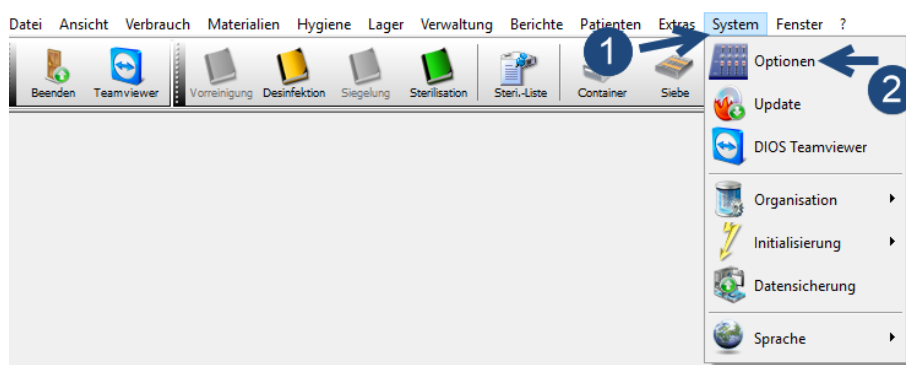 Datei Ansicht Verbrauch Materialien Hygiene Lager Verwaltung Berichte Patienten Extras System Fenster ?
1
Optionen
2
Beenden Teamviewer Vorreinigung Desinfektion Siegelung Sterilisation Steri.-Liste Container Siebe
Update
DIOS Teamviewer
Organisation
Initialisierung
Datensicherung
Sprache